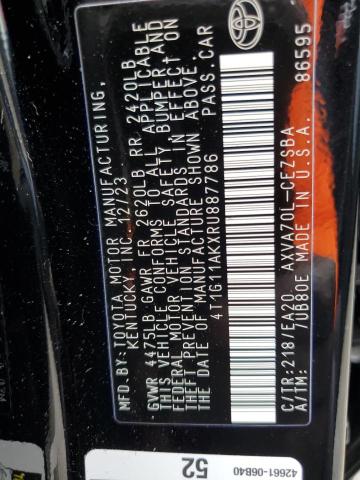 MFD.BY:TOYOTA MOTOR MANUFACTURING,
KENTUCKY, INC. 12/23
GVWR 4475LB GAWR FR 2620LB RR 2420LB
THIS VEHICLE CONFORMS TO ALL APPLICABLE
FEDERAL MOTOR VEHICLE SAFETY, BUMPER, AND
THEFT PREVENTION STANDARDS IN EFFECT ON
THE DATE OF MANUFACTURE SHOWN ABOVE.
4T1G11AKXRU887786 PASS. CAR
C/TR:218/EA20 AXVA70L-CEZSBA
A/TM: 70B80E MADE IN U.S.A. 86595
42661-06B40
52